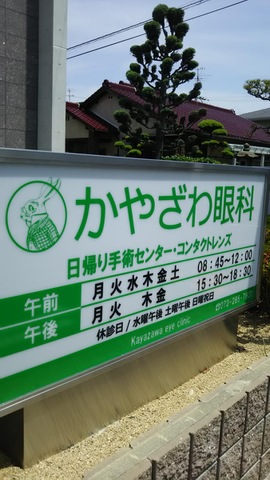 かやざわ眼科
日帰り手術センター・コンタクトレンズ
午前 月火水木金土 08:45~12:00
午後 月火 木金 15:30~18:30
休診日/水曜午後 土曜午後 日曜祝日
Kayazawa eye clinic